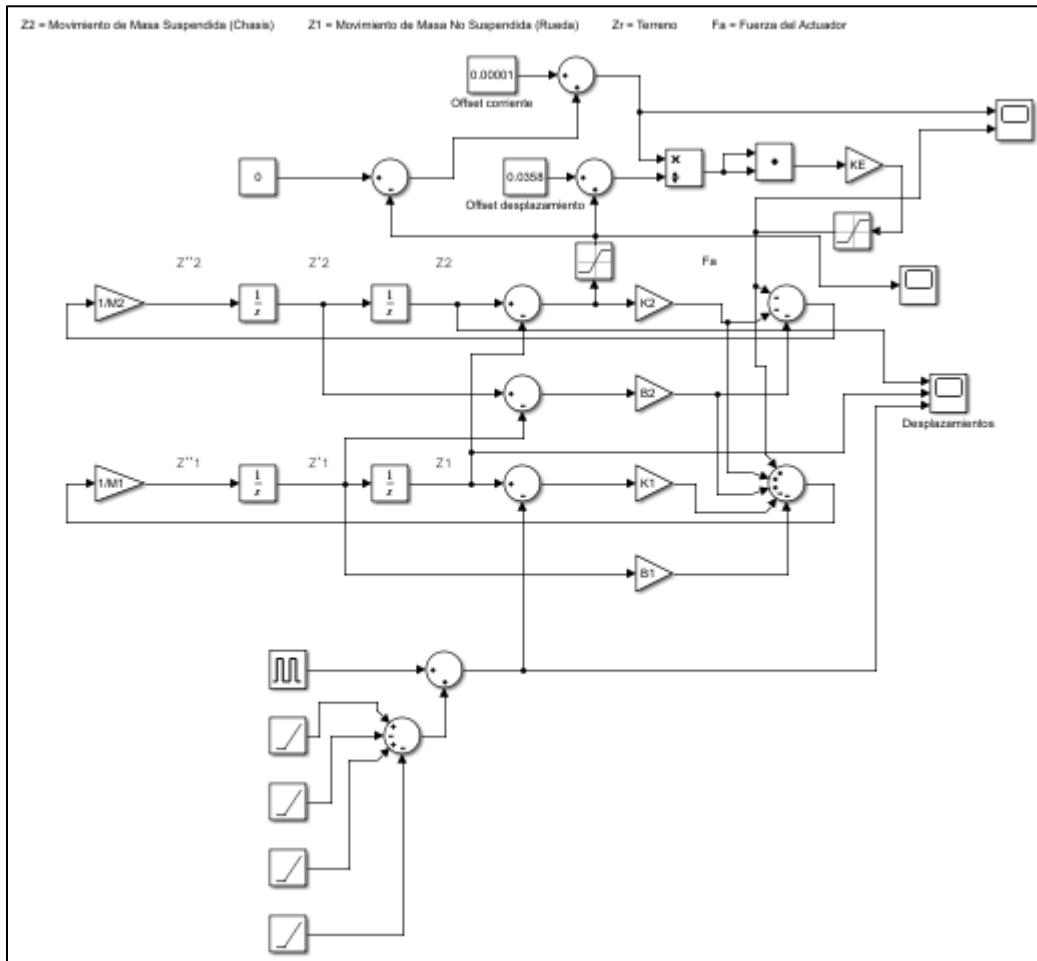 Z2 = Movimiento de Masa Suspendida (Chasis) Z1 = Movimiento de Masa No Suspendida (Rueda) Zr = Terreno Fa = Fuerza del Actuador
0.00001
Offset corriente
0
0.0358
Offset desplazamiento
KE
Z''2 Z'2 Z2 Fa
1/M2 1/s 1/s K2
B2
Desplazamientos
Z''1 Z'1 Z1
1/M1 1/s 1/s K1
B1